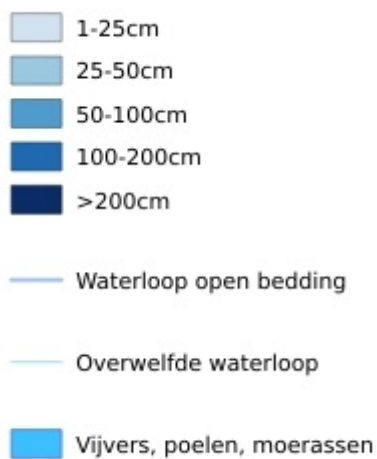 1-25cm
25-50cm
50-100cm
100-200cm
>200cm
Waterloop open bedding
Overwelfde waterloop
Vijvers, poelen, moerassen